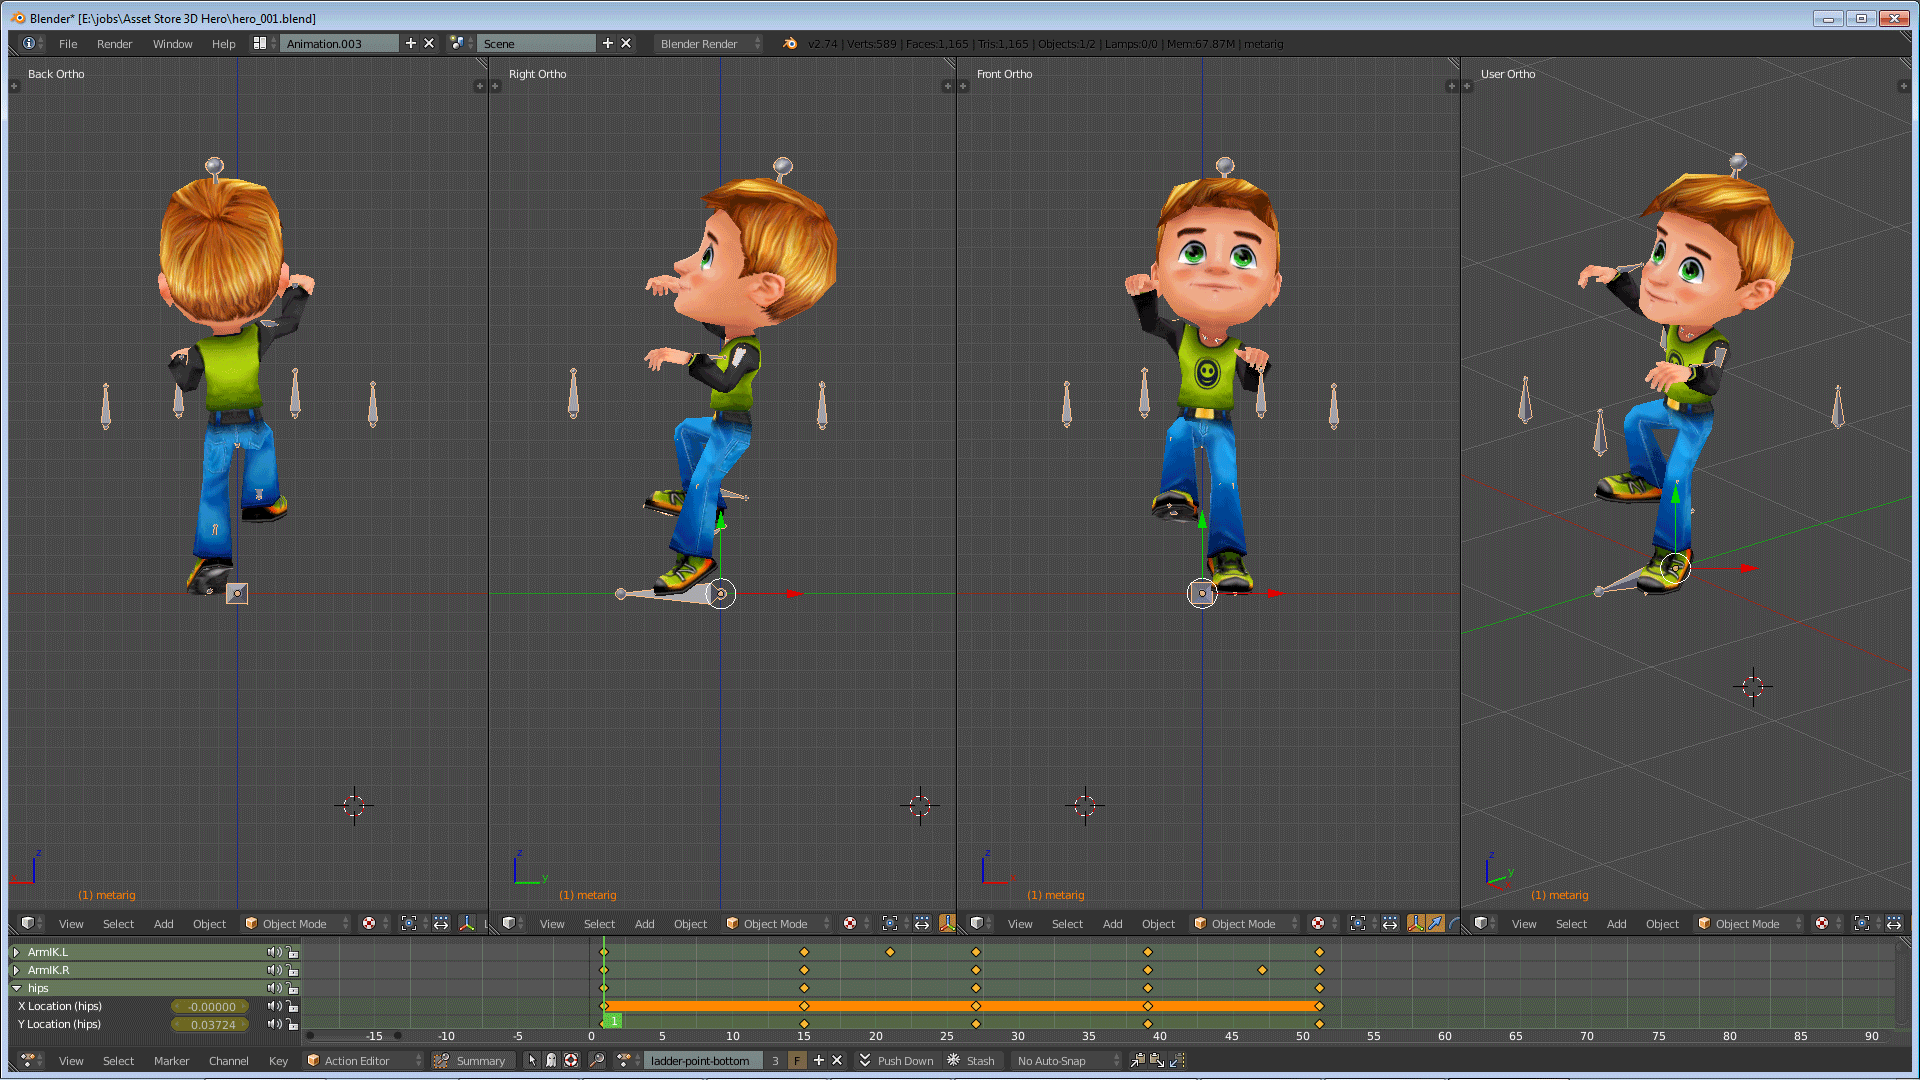 Blender* [E:\jobs\Asset Store 3D Hero\hero_001.blend]
File Render Window Help Animation.003 Scene Blender Render v2.74 | Verts:589 | Faces:1,165 | Tris:1,165 | Objects:1/2 | Lamps:0/0 | Mem:67.87M | metarig
Back Ortho Right Ortho Front Ortho User Ortho
z z z z
y y
(1) metarig (1) metarig (1) metarig (1) metarig
View Select Add Object Object Mode View Select Add Object Object Mode View Select Add Object Object Mode View Select Add Object Object Mode
ArmIK.L
ArmIK.R
hips
X Location (hips) -0.00000
Y Location (hips) 0.03724 1
-15 -10 -5 0 5 10 15 20 25 30 35 40 45 50 55 60 65 70 75 80 85 90
View Select Marker Channel Key Action Editor Summary ladder-point-bottom 3 F Push Down Stash No Auto-Snap